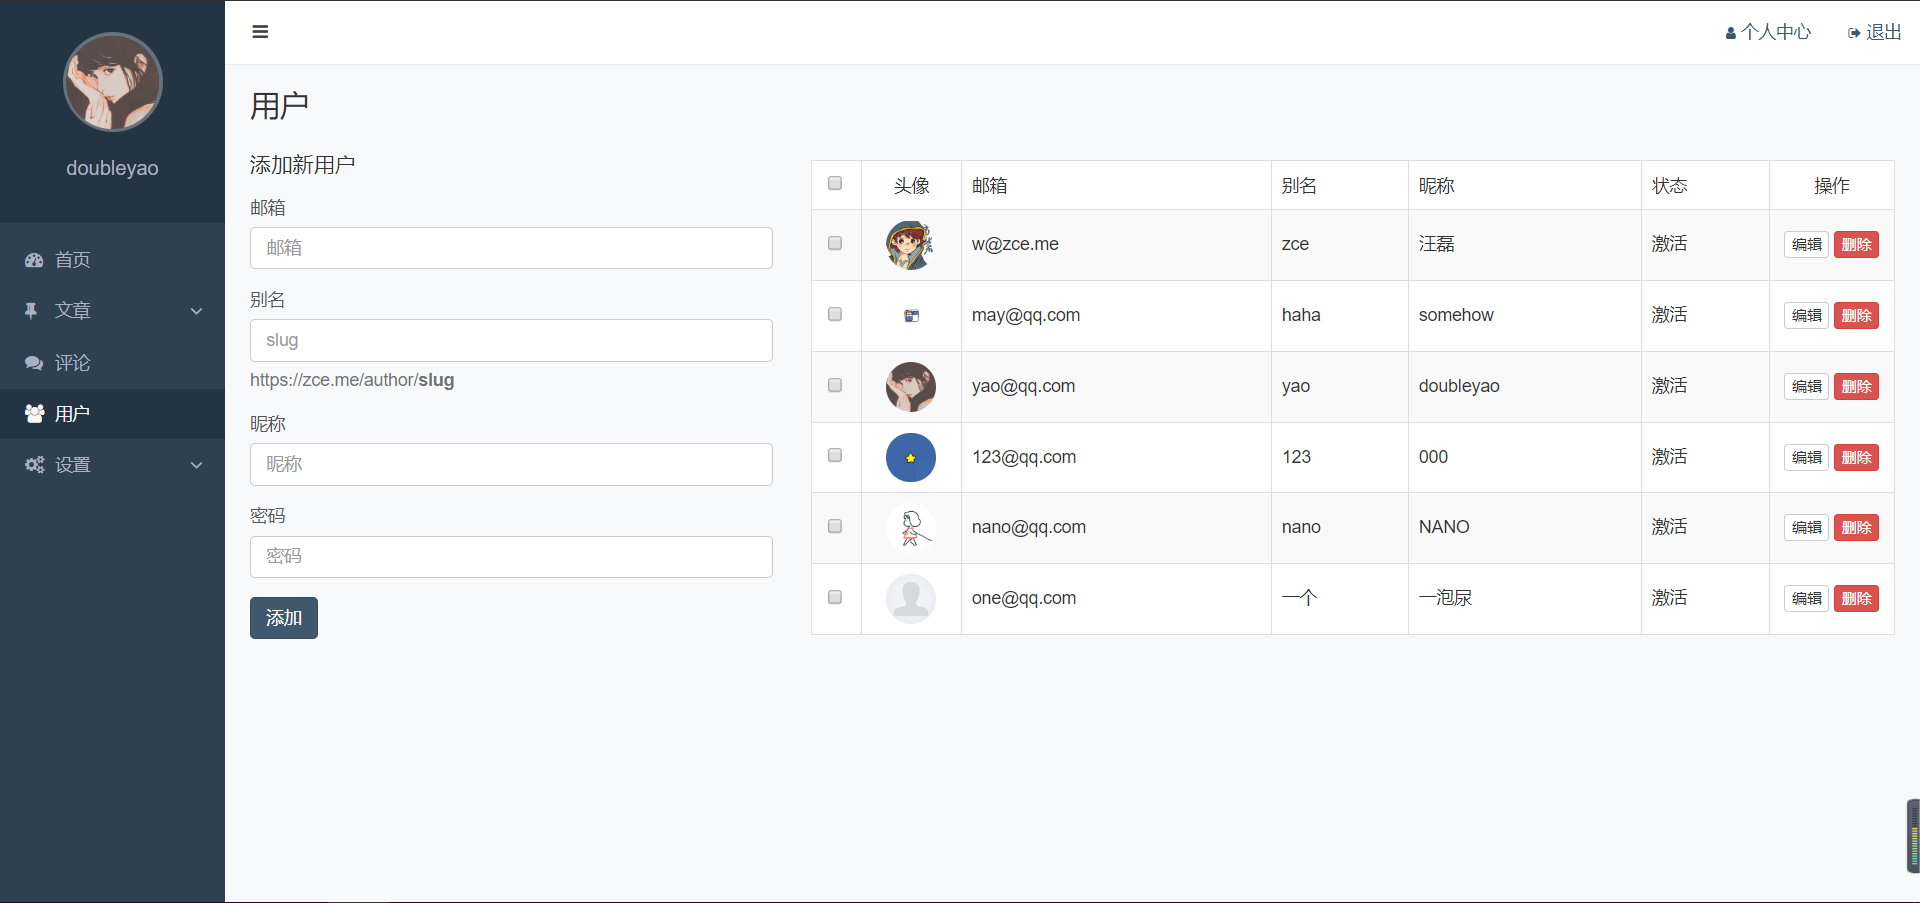 doubleyao
首页
文章
评论
用户
设置
个人中心 退出
用户
添加新用户
邮箱
邮箱
别名
slug
https://zce.me/author/slug
昵称
昵称
密码
密码
添加
头像 邮箱 别名 昵称 状态 操作
w@zce.me zce 汪磊 激活 编辑 删除
may@qq.com haha somehow 激活 编辑 删除
yao@qq.com yao doubleyao 激活 编辑 删除
123@qq.com 123 000 激活 编辑 删除
nano@qq.com nano NANO 激活 编辑 删除
one@qq.com 一个 一泡尿 激活 编辑 删除